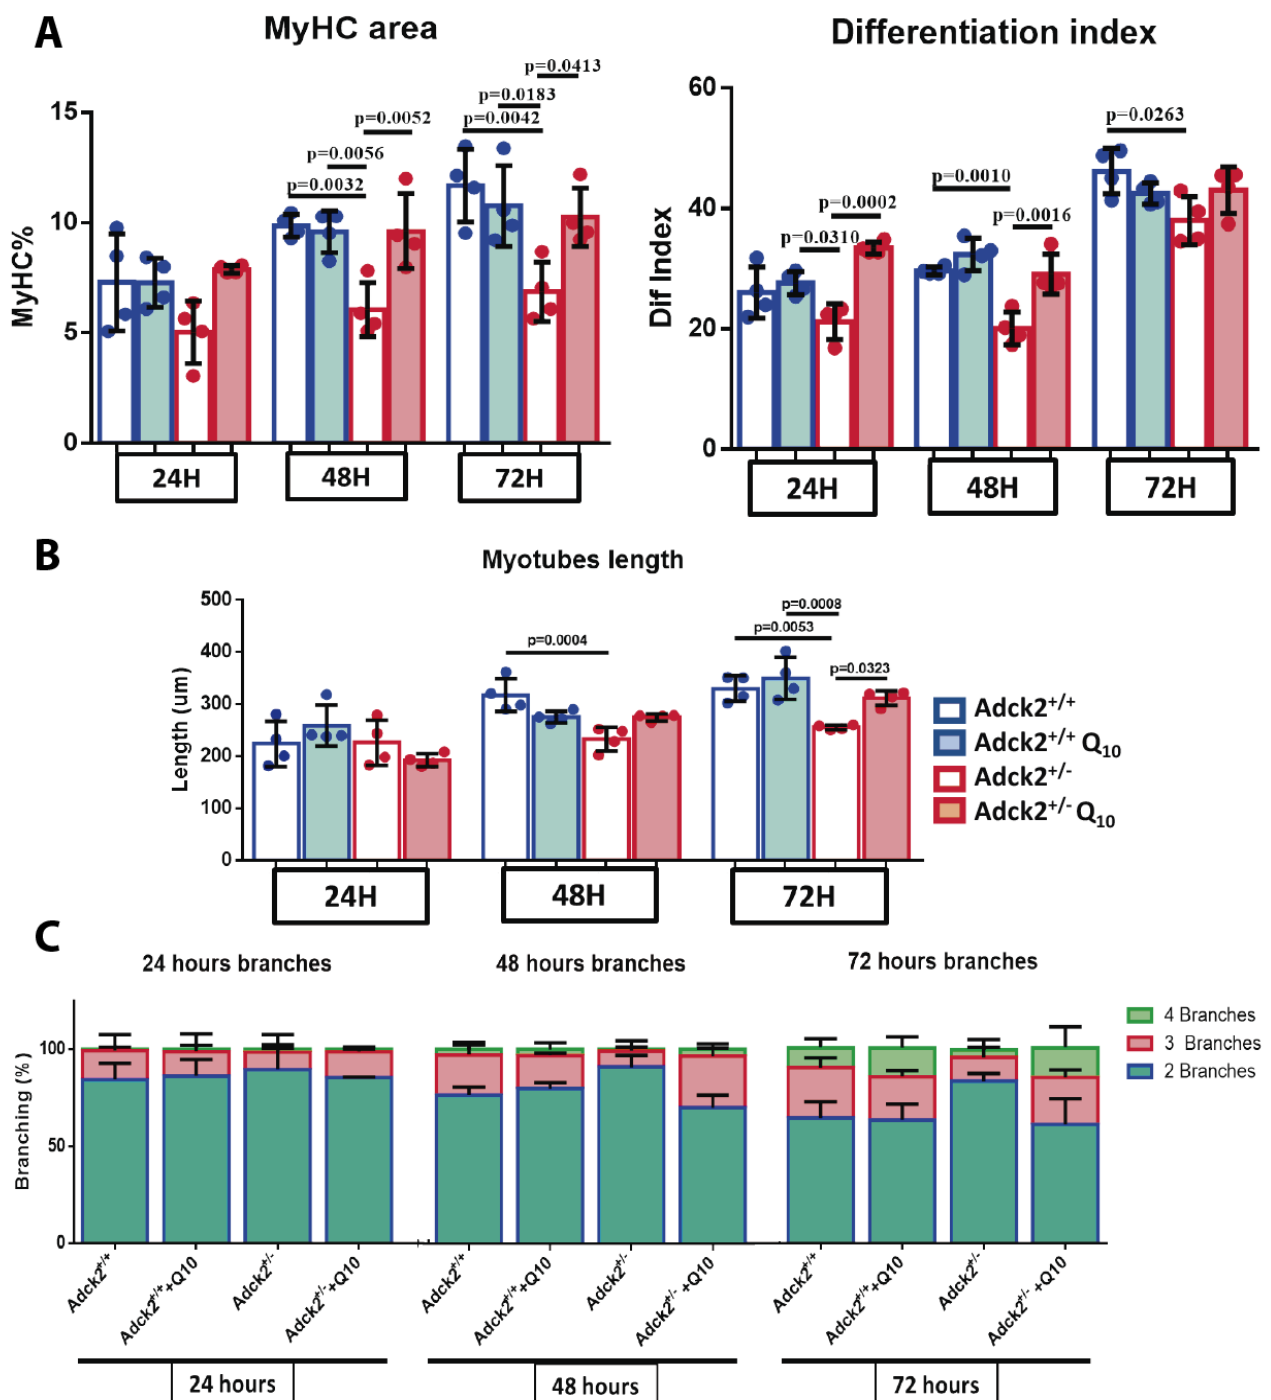 A
MyHC area
MyHC%
15
10
5
0
p=0.0032
p=0.0056
p=0.0052
p=0.0042
p=0.0183
p=0.0413
24H
48H
72H
Differentiation index
Dif Index
60
40
20
0
p=0.0310
p=0.0002
p=0.0010
p=0.0016
p=0.0263
24H
48H
72H
B
Myotubes length
Length (um)
500
400
300
200
100
0
p=0.0004
p=0.0053
p=0.0008
p=0.0323
24H
48H
72H
Adck2+/+
Adck2+/+ Q10
Adck2+/-
Adck2+/- Q10
C
24 hours branches
48 hours branches
72 hours branches
Branching (%)
100
50
0
4 Branches
3 Branches
2 Branches
Adck2+/+
Adck2+/+ +Q10
Adck2+/-
Adck2+/- +Q10
Adck2+/+
Adck2+/+ +Q10
Adck2+/-
Adck2+/- +Q10
Adck2+/+
Adck2+/+ +Q10
Adck2+/-
Adck2+/- +Q10
24 hours
48 hours
72 hours